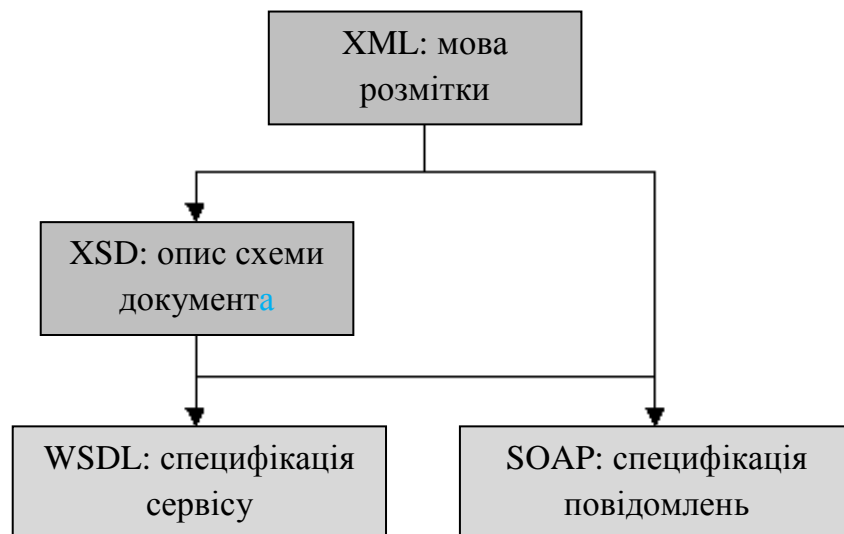 XML: мова
розмітки
XSD: опис схеми
документа
WSDL: специфікація
сервісу
SOAP: специфікація
повідомлень